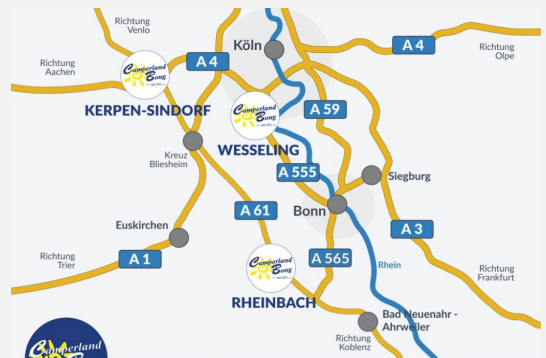 Richtung
Venlo
Köln
A 4
A 4
Richtung
Olpe
Richtung
Aachen
Camperland
Bong
KERPEN-SINDORF
Camperland
Bong
WESSELING
A 59
Kreuz
Bliesheim
A 555
Siegburg
A 61
Bonn
Euskirchen
A 3
Richtung
Trier
A 1
Camperland
Bong
A 565
Rhein
Richtung
Frankfurt
RHEINBACH
Bad Neuenahr -
Ahrweiler
Richtung
Koblenz
Camperland
Bong